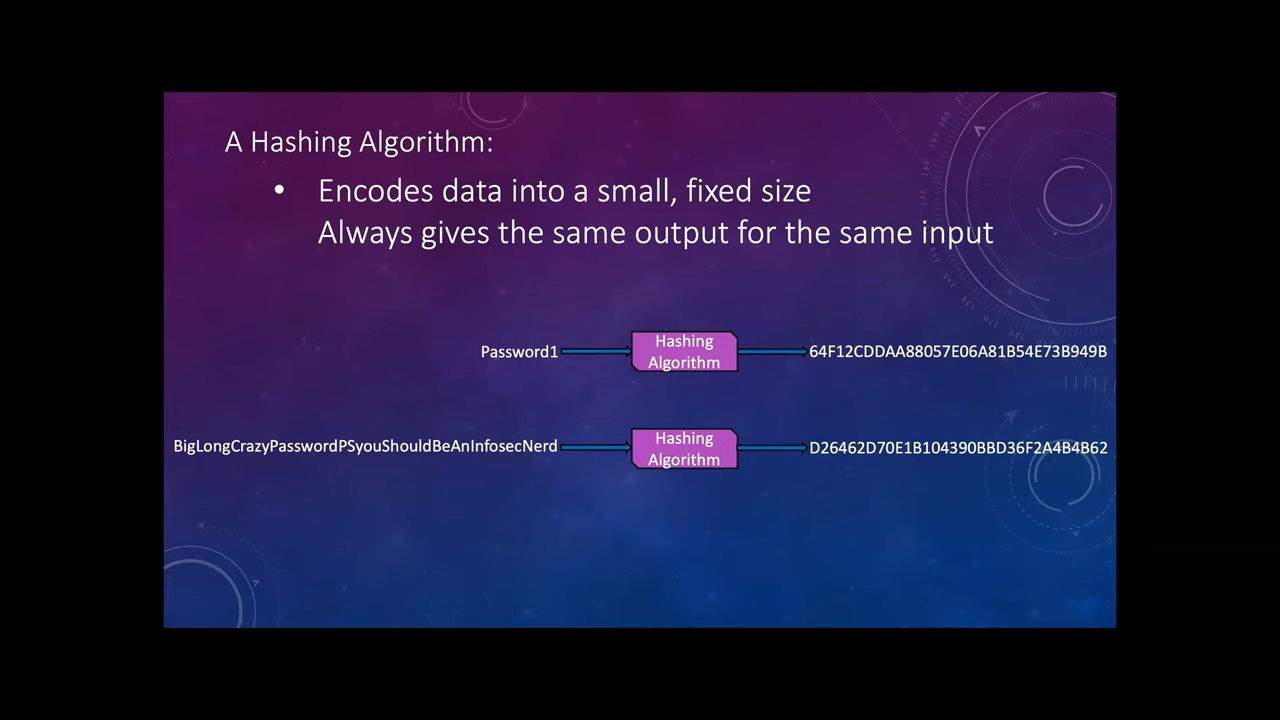 A Hashing Algorithm:
• Encodes data into a small, fixed size
Always gives the same output for the same input
Password1
Hashing
Algorithm
64F12CDDAA88057E06A81B54E73B949B
BigLongCrazyPasswordPSyouShouldBeAnInfosecNerd
Hashing
Algorithm
D26462D70E1B104390BBD36F2A4B4B62